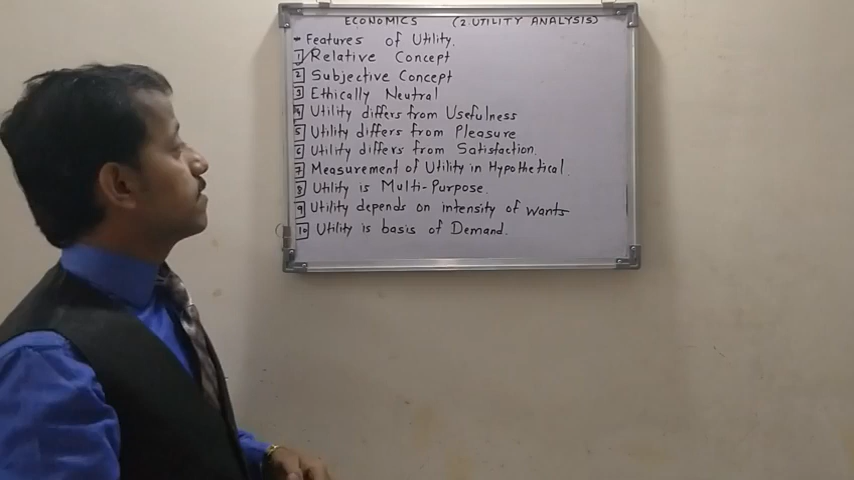 ECONOMICS (2. UTILITY ANALYSIS)
* Features of Utility.
1 Relative Concept
2 Subjective Concept
3 Ethically Neutral
4 Utility differs from Usefulness
5 Utility differs from Pleasure
6 Utility differs from Satisfaction.
7 Measurement of Utility in Hypothetical.
8 Utility is Multi-Purpose.
9 Utility depends on intensity of wants
10 Utility is basis of Demand.